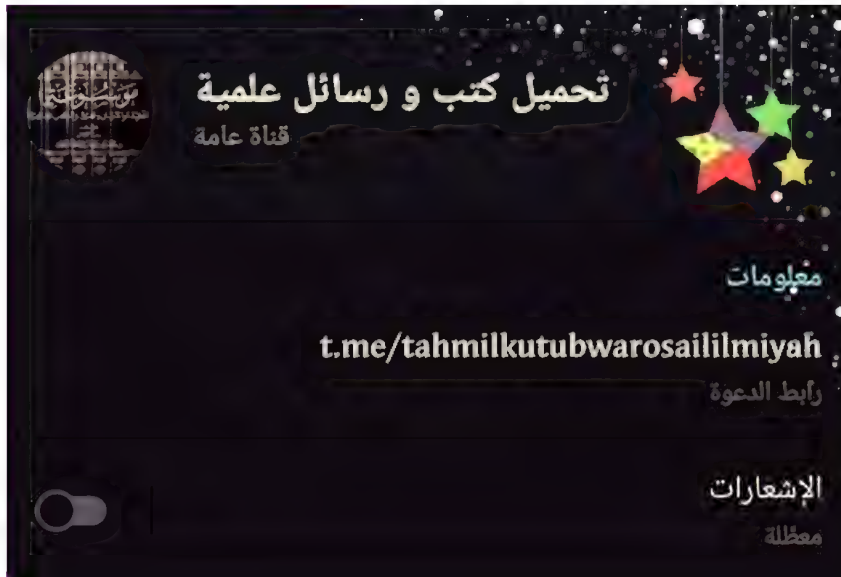 تحميل كتب و رسائل علمية
قناة عامة
معلومات
t.me/tahmilkutubwarosaililmiyah
رابط الدعوة
الإشعارات
معطلة